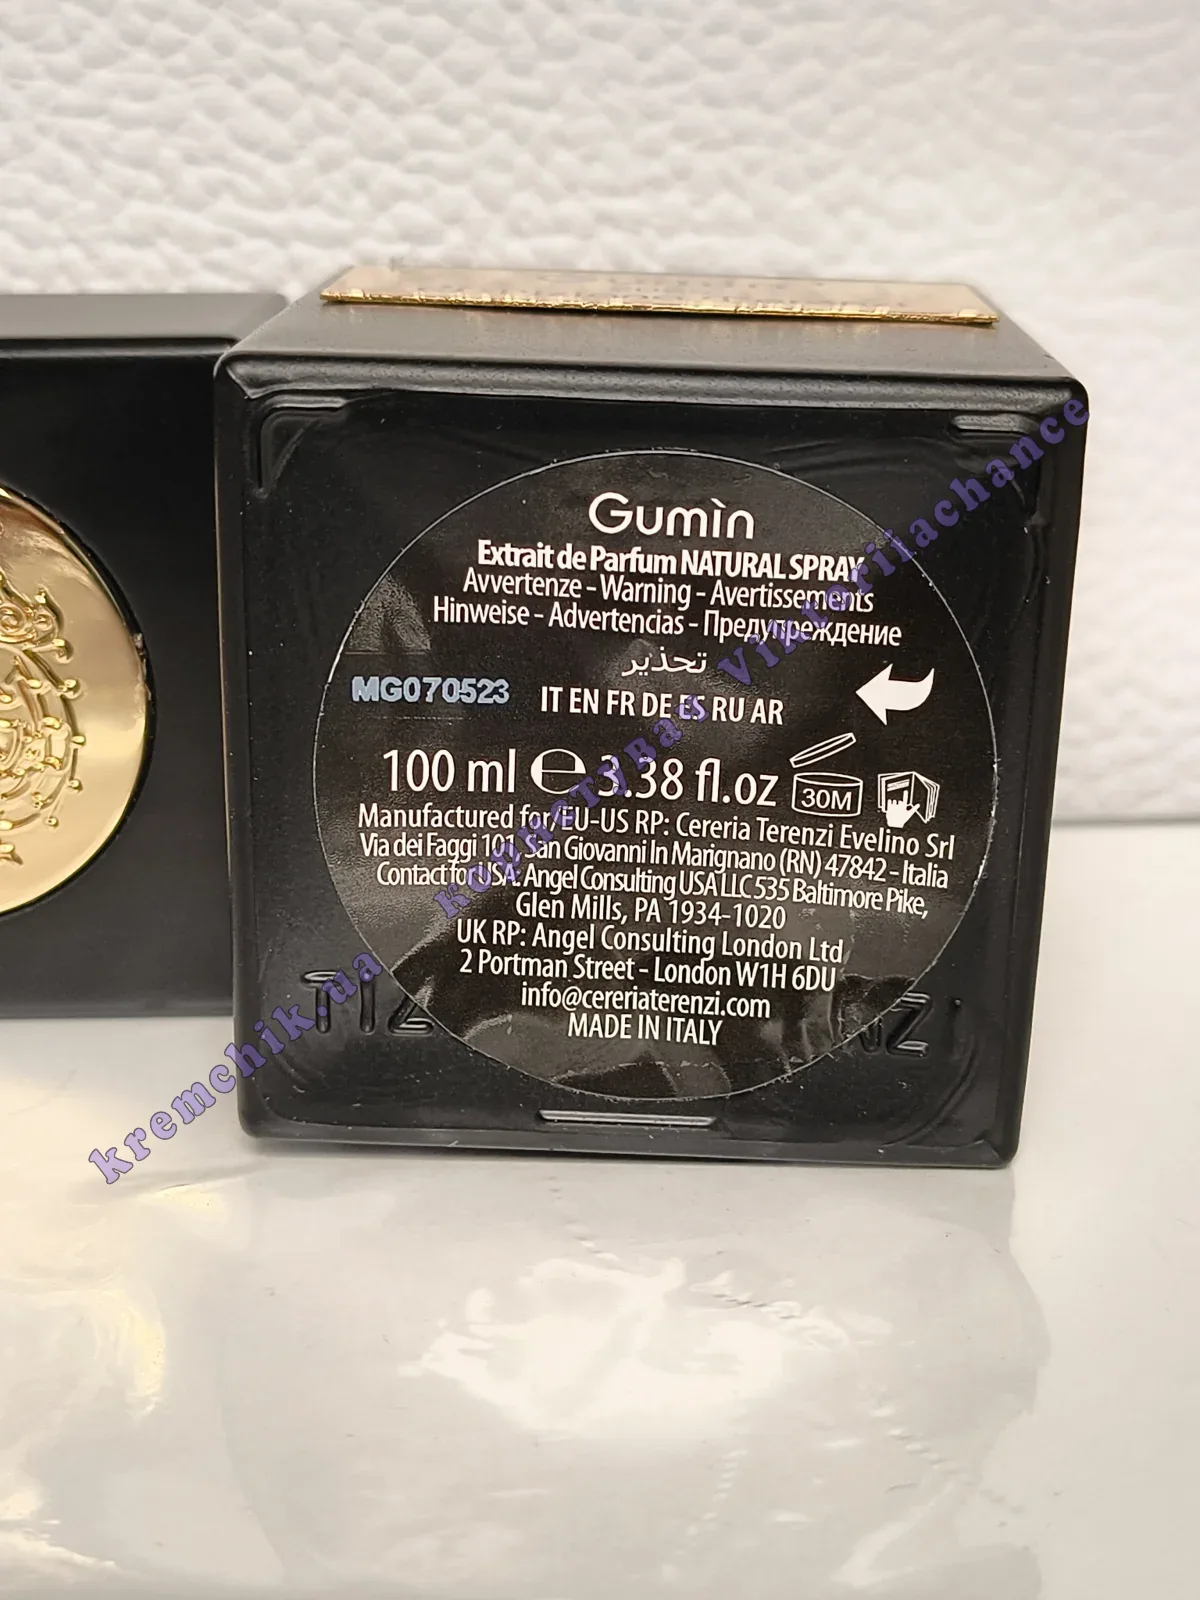 Gumìn
Extrait de Parfum NATURAL SPRAY
Avvertenze - Warning - Avertissements
Hinweise - Advertencias - Предупреждение
تحذير
MG070523
IT EN FR DE ES RU AR
100 ml ℮ 3.38 fl.oz
30M
Manufactured for/EU-US RP: Cereria Terenzi Evelino Srl
Via dei Faggi 101, San Giovanni In Marignano (RN) 47842 - Italia
Contact for USA: Angel Consulting USA LLC 535 Baltimore Pike,
Glen Mills, PA 1934-1020
UK RP: Angel Consulting London Ltd
2 Portman Street - London W1H 6DU
info@cereriaterenzi.com
MADE IN ITALY
TIZ
NZI
kremchik.ua копнетува Viktoriiachance